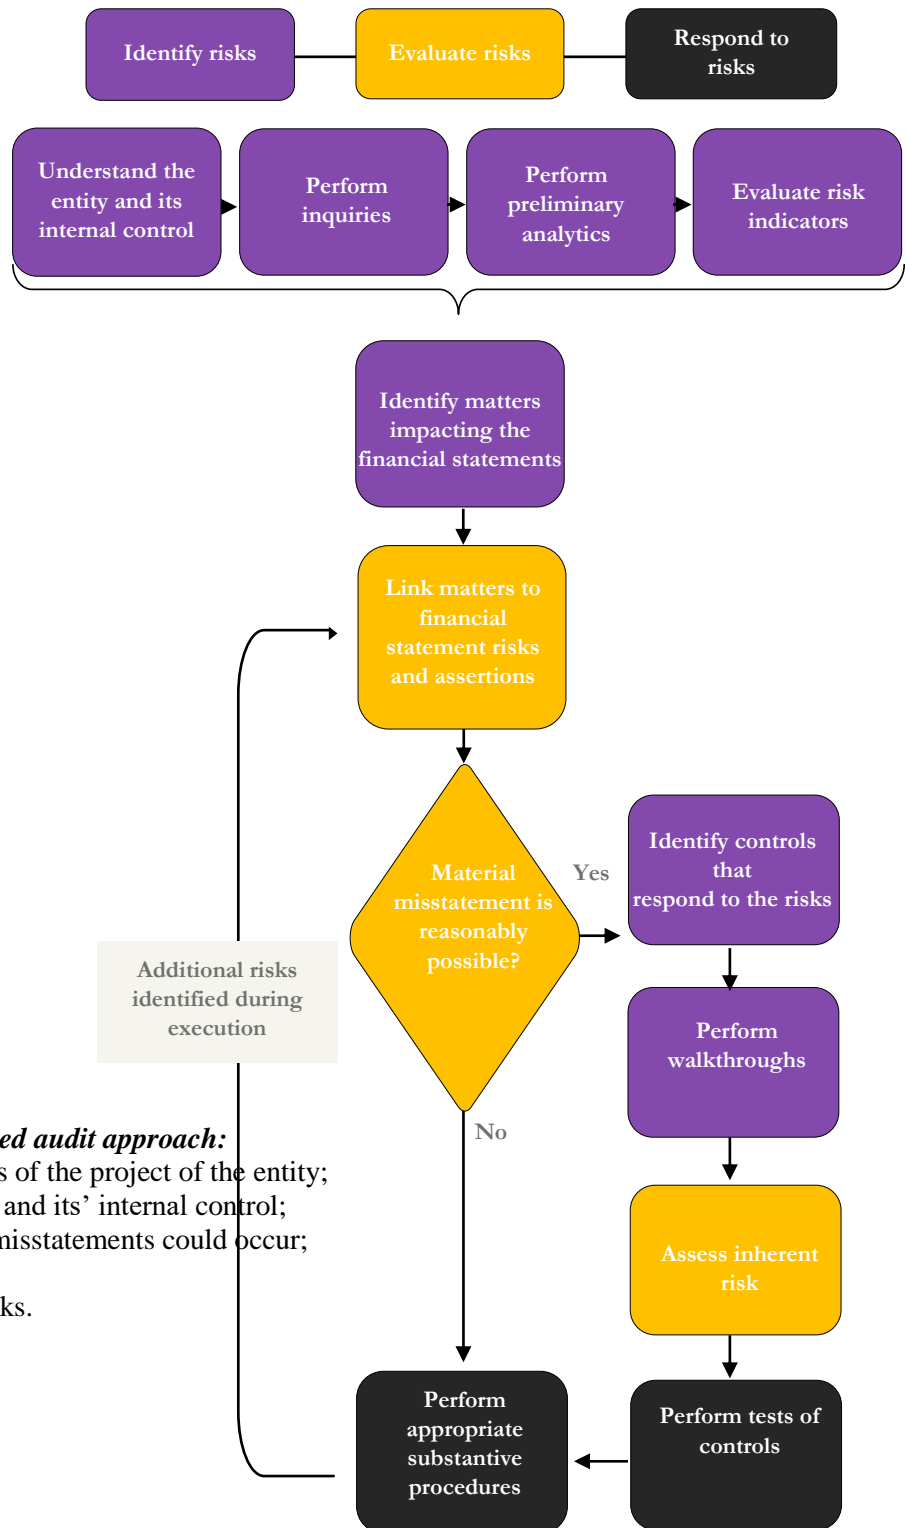 Identify risks
Evaluate risks
Respond to
risks
Understand the
entity and its
internal control
Perform
inquiries
Perform
preliminary
analytics
Evaluate risk
indicators
Identify matters
impacting the
financial statements
Link matters to
financial
statement risks
and assertions
Material
misstatement is
reasonably
possible?
Yes
Identify controls
that
respond to the risks
Perform
walkthroughs
Additional risks
identified during
execution
No
ed audit approach:
s of the project of the entity;
and its’ internal control;
misstatements could occur;
ks.
Assess inherent
risk
Perform tests of
controls
Perform
appropriate
substantive
procedures